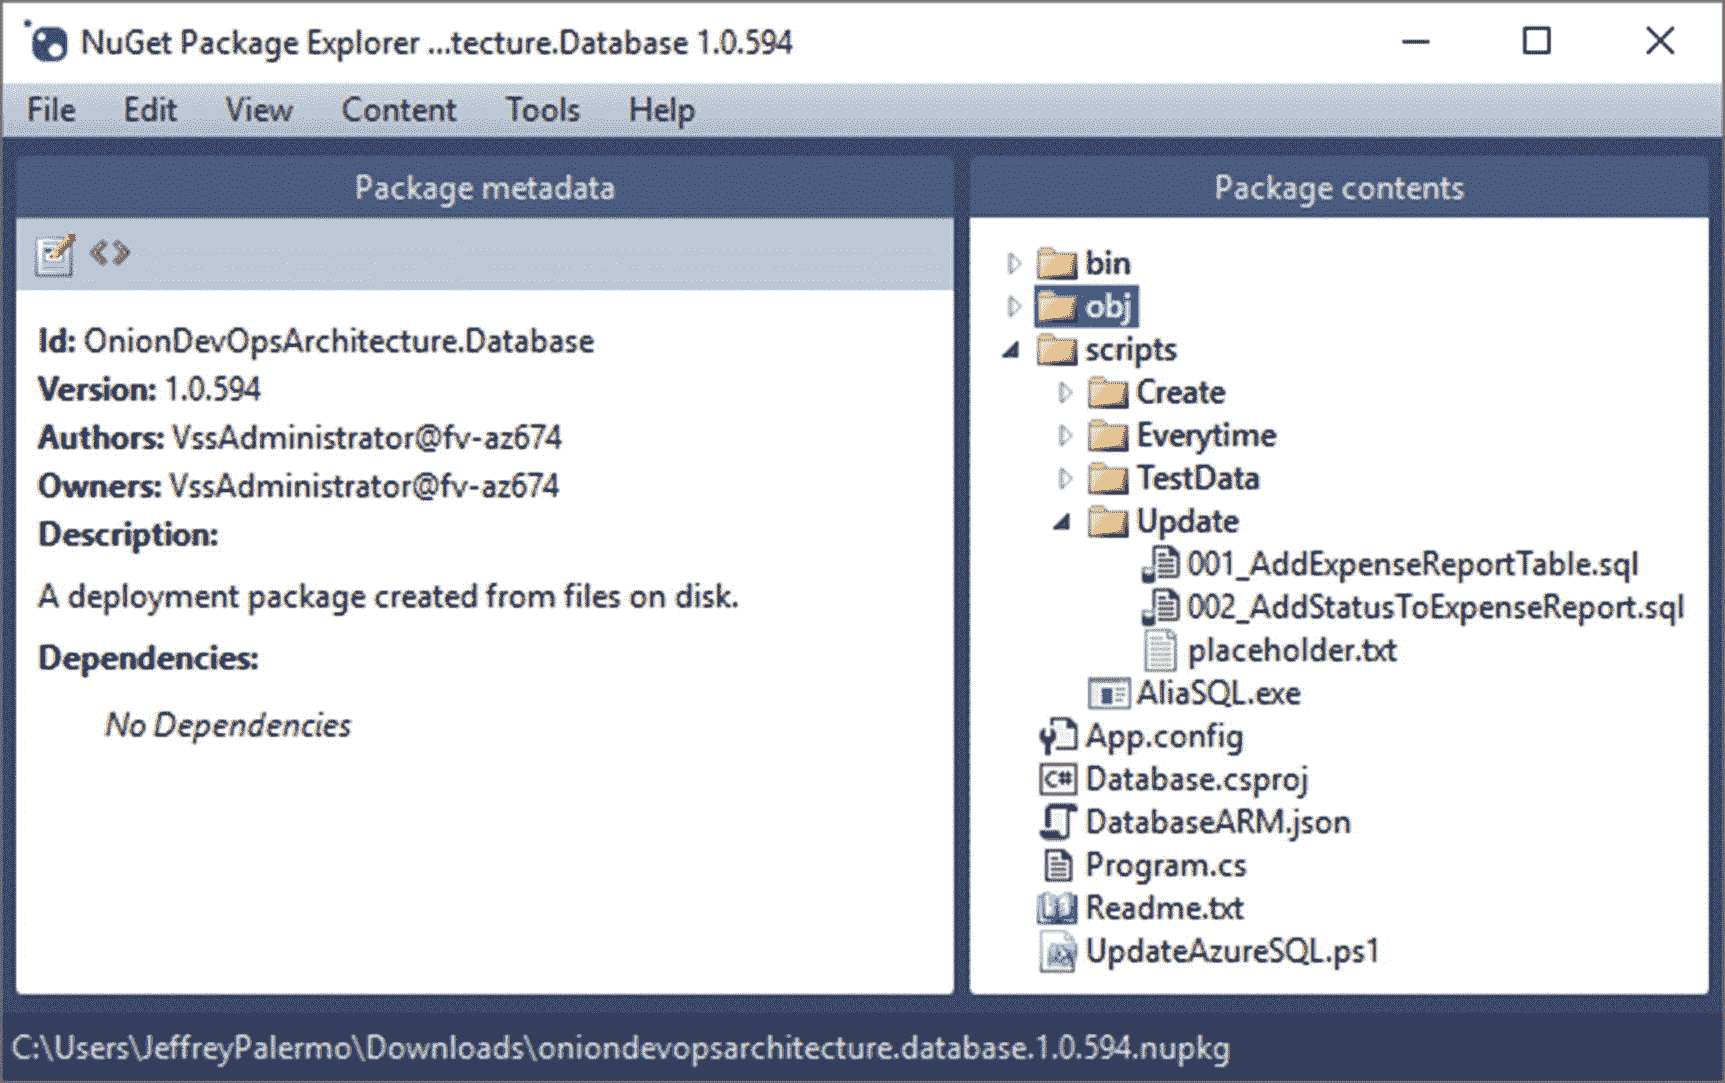 NuGet Package Explorer ...tecture.Database 1.0.594
File Edit View Content Tools Help
Package metadata
Id: OnionDevOpsArchitecture.Database
Version: 1.0.594
Authors: VssAdministrator@fv-az674
Owners: VssAdministrator@fv-az674
Description:
A deployment package created from files on disk.
Dependencies:
No Dependencies
Package contents
bin
obj
scripts
Create
Everytime
TestData
Update
001_AddExpenseReportTable.sql
002_AddStatusToExpenseReport.sql
placeholder.txt
AliaSQL.exe
App.config
C# Database.csproj
DatabaseARM.json
Program.cs
Readme.txt
UpdateAzureSQL.ps1
C:\Users\JeffreyPalermo\Downloads\oniondevopsarchitecture.database.1.0.594.nupkg